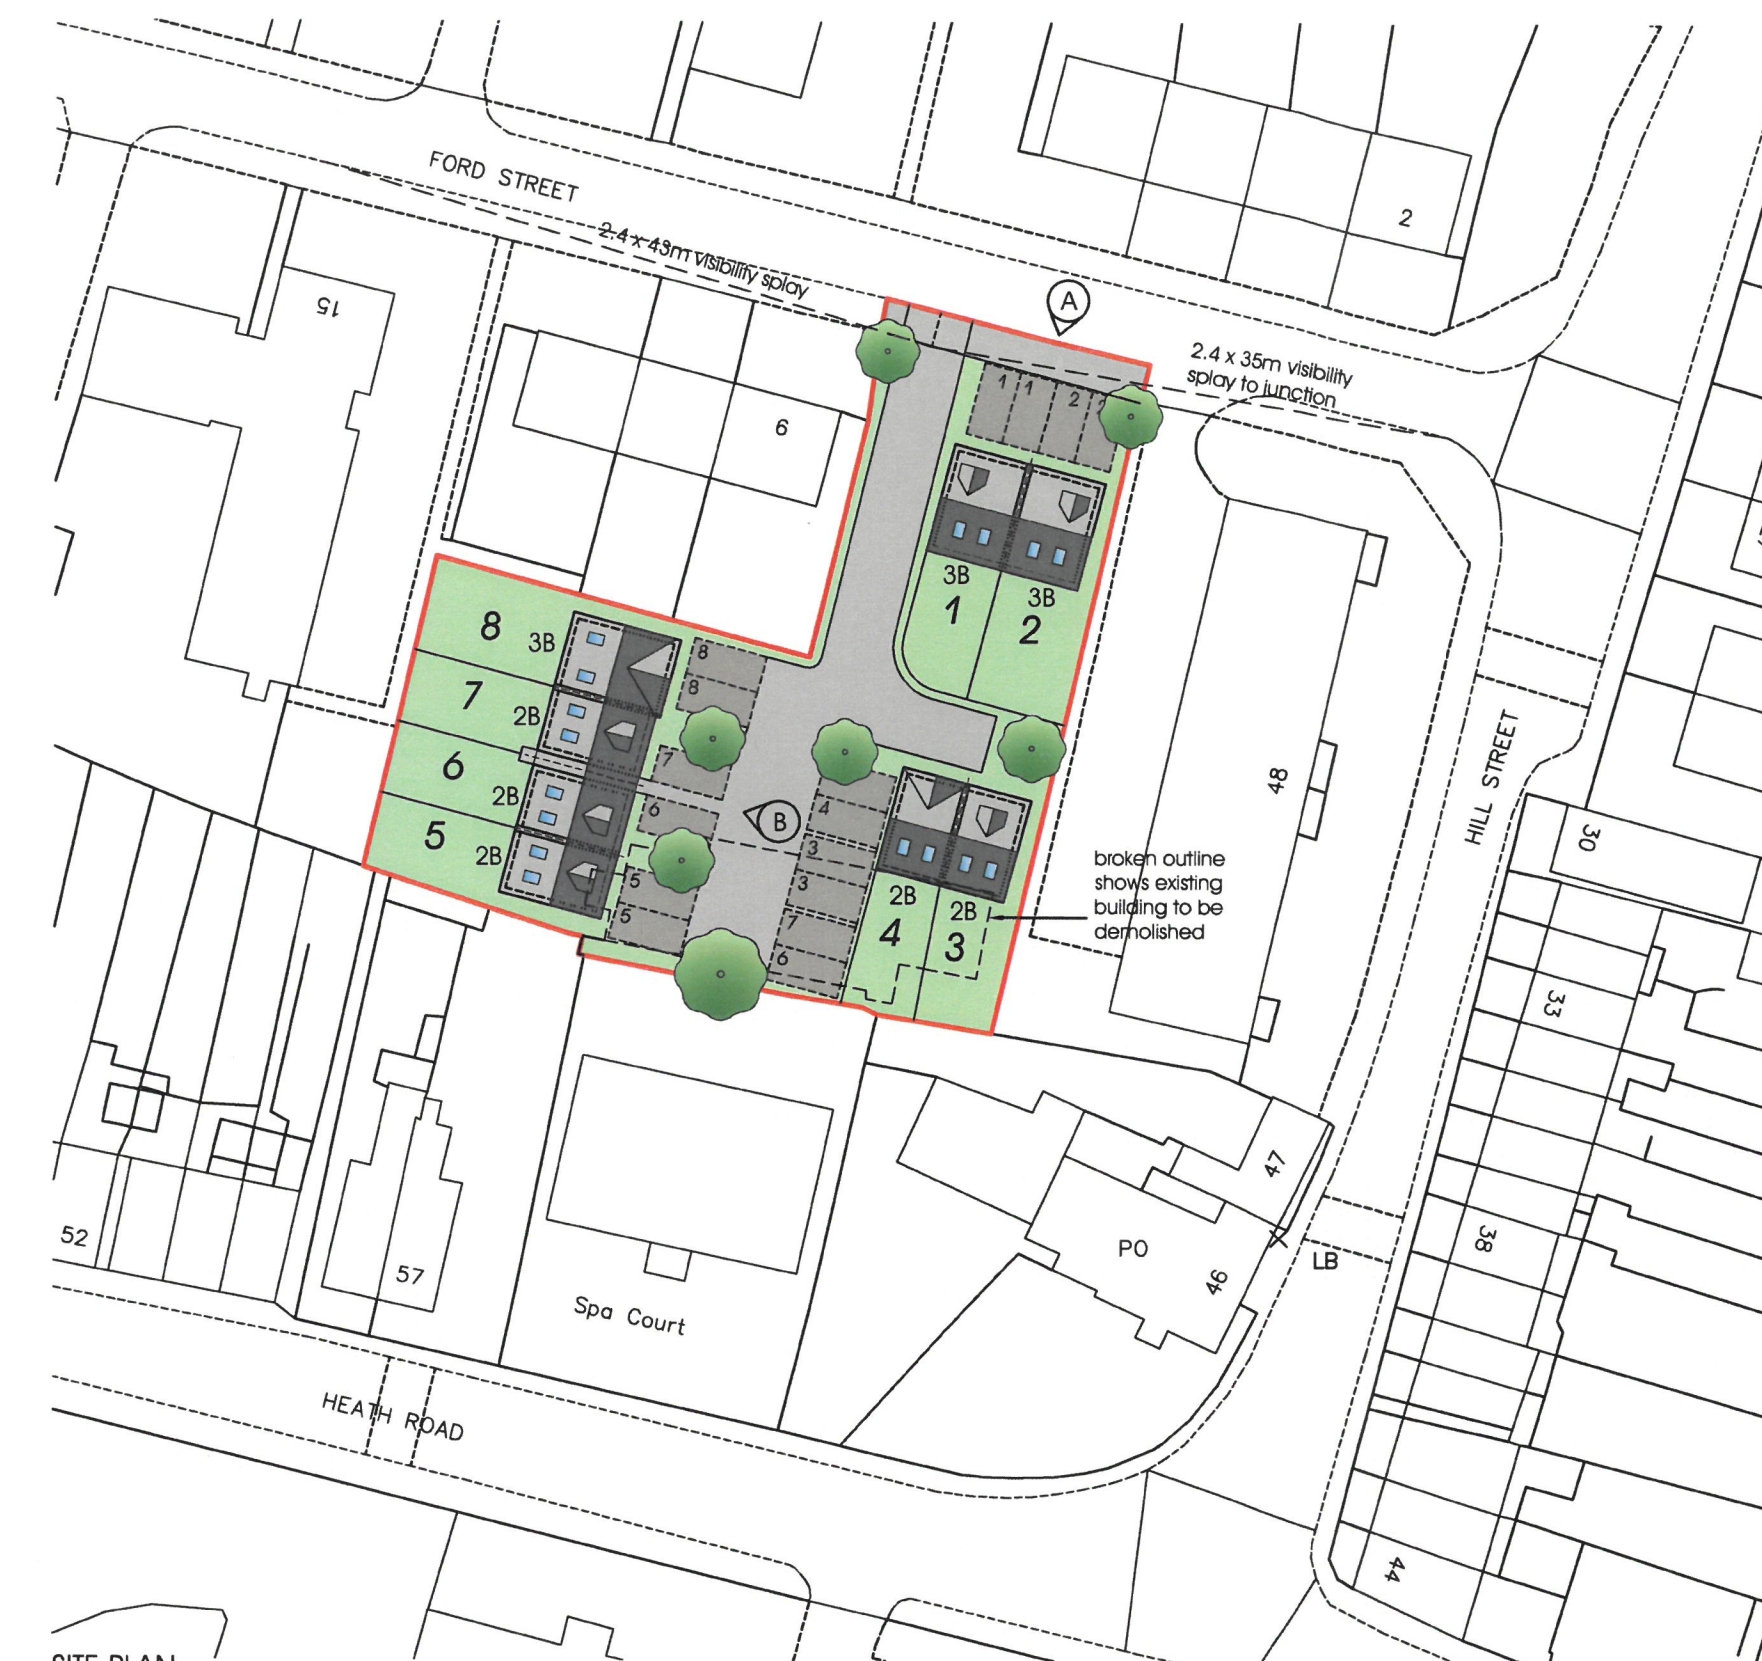 FORD STREET
2.4 x 43m visibility splay
2
A
15
2.4 x 35m visibility
splay to junction
1
1
2
6
3B
1
3B
2
8
3B
8
8
7
2B
7
6
2B
6
5
2B
5
5
B
4
3
3
7
6
2B
4
2B
3
broken outline
shows existing
building to be
demolished
48
HILL STREET
30
33
38
44
47
PO
46
LB
52
57
Spa Court
HEATH ROAD
SITE PLAN